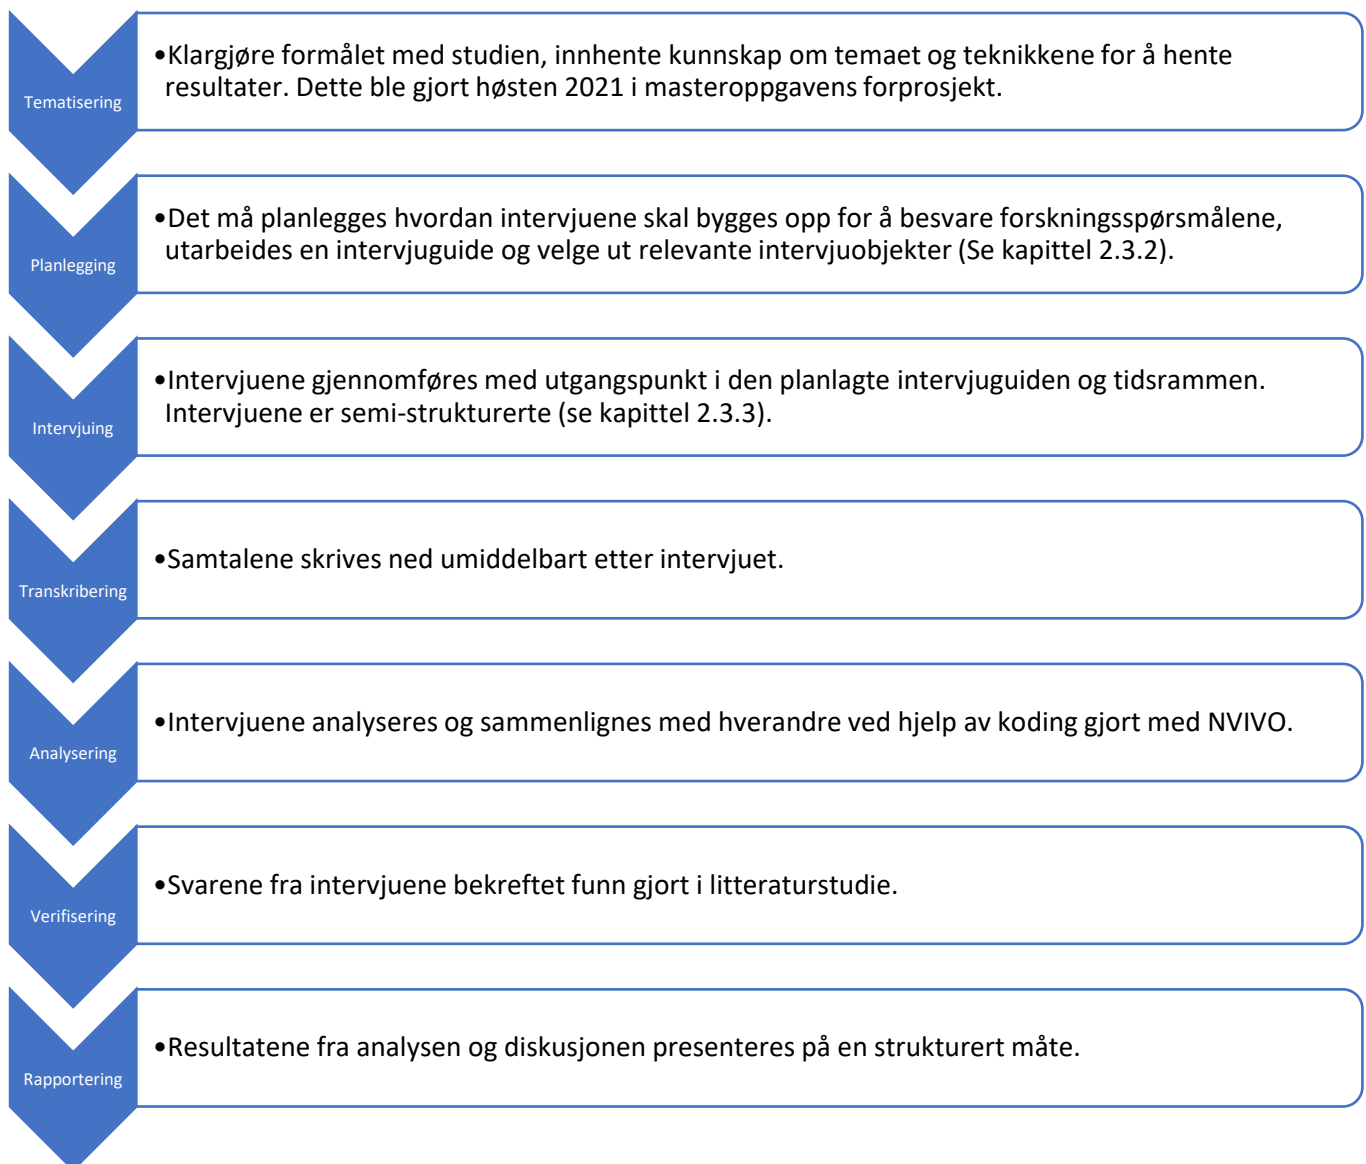 Tematisering
•Klargjøre formålet med studien, innhente kunnskap om temaet og teknikkene for å hente
resultater. Dette ble gjort høsten 2021 i masteroppgavens forprosjekt.
Planlegging
•Det må planlegges hvordan intervjuene skal bygges opp for å besvare forskningsspørsmålene,
utarbeides en intervjuguide og velge ut relevante intervjuobjekter (Se kapittel 2.3.2).
Intervjuing
•Intervjuene gjennomføres med utgangspunkt i den planlagte intervjuguiden og tidsrammen.
Intervjuene er semi-strukturerte (se kapittel 2.3.3).
Transkribering
•Samtalene skrives ned umiddelbart etter intervjuet.
Analysering
•Intervjuene analyseres og sammenlignes med hverandre ved hjelp av koding gjort med NVIVO.
Verifisering
•Svarene fra intervjuene bekreftet funn gjort i litteraturstudie.
Rapportering
•Resultatene fra analysen og diskusjonen presenteres på en strukturert måte.